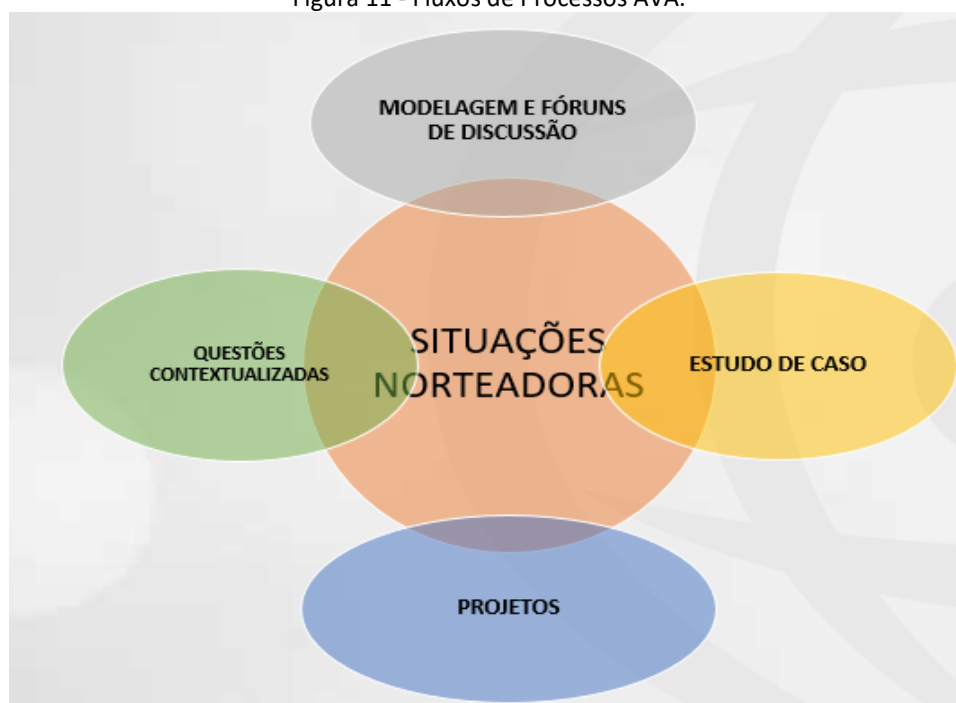 Figura 11 - Fluxos de Processos AVA.
MODELAGEM E FÓRUNS
DE DISCUSSÃO
QUESTÕES
CONTEXTUALIZADAS
SITUAÇÕES
NORTEADORAS
ESTUDO DE CASO
PROJETOS